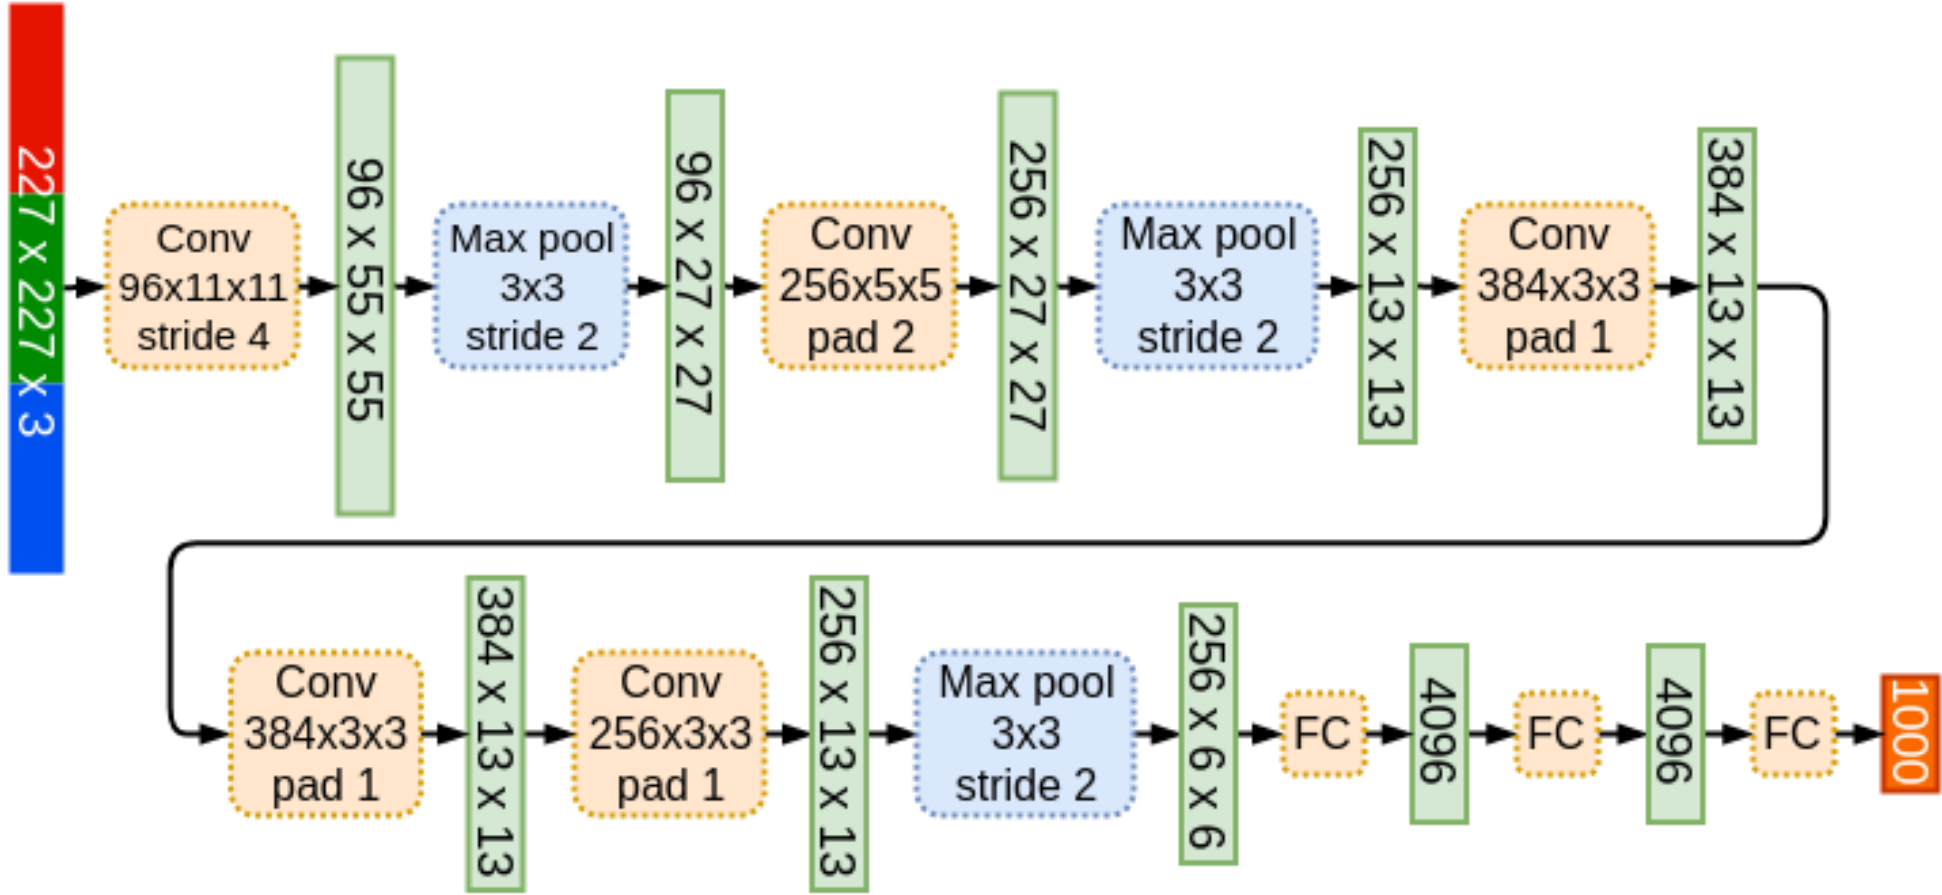 227 x 227 x 3
Conv
96x11x11
stride 4
96 x 55 x 55
Max pool
3x3
stride 2
96 x 27 x 27
Conv
256x5x5
pad 2
256 x 27 x 27
Max pool
3x3
stride 2
256 x 13 x 13
Conv
384x3x3
pad 1
384 x 13 x 13
Conv
384x3x3
pad 1
384 x 13 x 13
Conv
256x3x3
pad 1
256 x 13 x 13
Max pool
3x3
stride 2
256 x 6 x 6
FC
4096
FC
4096
FC
1000